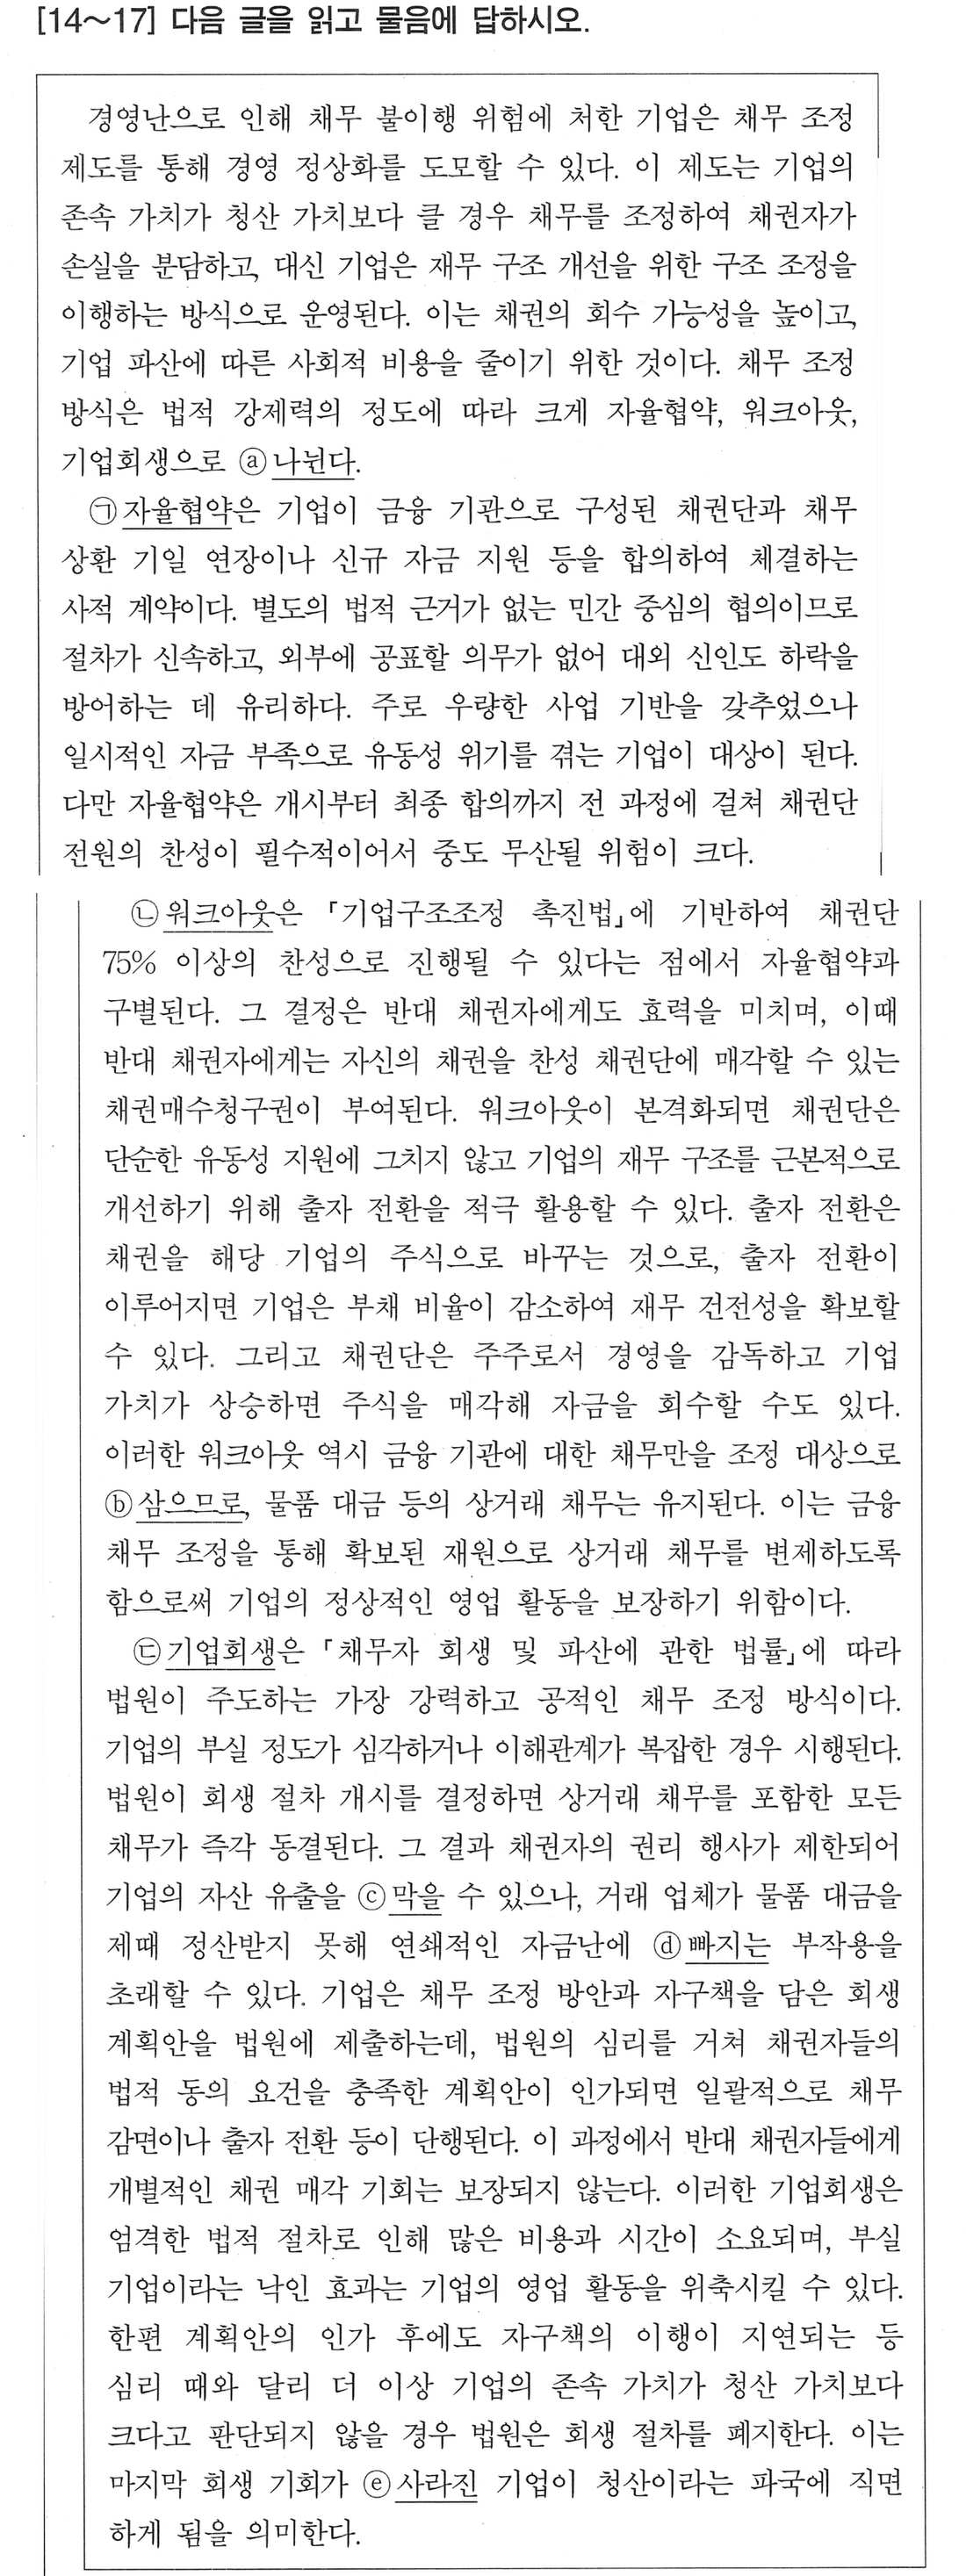 [14～17] 다음 글을 읽고 물음에 답하시오.
경영난으로 인해 채무 불이행 위험에 처한 기업은 채무 조정
제도를 통해 경영 정상화를 도모할 수 있다. 이 제도는 기업의
존속 가치가 청산 가치보다 클 경우 채무를 조정하여 채권자가
손실을 분담하고, 대신 기업은 재무 구조 개선을 위한 구조 조정을
이행하는 방식으로 운영된다. 이는 채권의 회수 가능성을 높이고,
기업 파산에 따른 사회적 비용을 줄이기 위한 것이다. 채무 조정
방식은 법적 강제력의 정도에 따라 크게 자율협약, 워크아웃,
기업회생으로 ⓐ나뉜다.
㉠자율협약은 기업이 금융 기관으로 구성된 채권단과 채무
상환 기일 연장이나 신규 자금 지원 등을 합의하여 체결하는
사적 계약이다. 별도의 법적 근거가 없는 민간 중심의 협의이므로
절차가 신속하고, 외부에 공표할 의무가 없어 대외 신인도 하락을
방어하는 데 유리하다. 주로 우량한 사업 기반을 갖추었으나
일시적인 자금 부족으로 유동성 위기를 겪는 기업이 대상이 된다.
다만 자율협약은 개시부터 최종 합의까지 전 과정에 걸쳐 채권단
전원의 찬성이 필수적이어서 중도 무산될 위험이 크다.
㉡워크아웃은 「기업구조조정 촉진법」에 기반하여 채권단
75% 이상의 찬성으로 진행될 수 있다는 점에서 자율협약과
구별된다. 그 결정은 반대 채권자에게도 효력을 미치며, 이때
반대 채권자에게는 자신의 채권을 찬성 채권단에 매각할 수 있는
채권매수청구권이 부여된다. 워크아웃이 본격화되면 채권단은
단순한 유동성 지원에 그치지 않고 기업의 재무 구조를 근본적으로
개선하기 위해 출자 전환을 적극 활용할 수 있다. 출자 전환은
채권을 해당 기업의 주식으로 바꾸는 것으로, 출자 전환이
이루어지면 기업은 부채 비율이 감소하여 재무 건전성을 확보할
수 있다. 그리고 채권단은 주주로서 경영을 감독하고 기업
가치가 상승하면 주식을 매각해 자금을 회수할 수도 있다.
이러한 워크아웃 역시 금융 기관에 대한 채무만을 조정 대상으로
ⓑ삼으므로, 물품 대금 등의 상거래 채무는 유지된다. 이는 금융
채무 조정을 통해 확보된 재원으로 상거래 채무를 변제하도록
함으로써 기업의 정상적인 영업 활동을 보장하기 위함이다.
㉢기업회생은 「채무자 회생 및 파산에 관한 법률」에 따라
법원이 주도하는 가장 강력하고 공적인 채무 조정 방식이다.
기업의 부실 정도가 심각하거나 이해관계가 복잡한 경우 시행된다.
법원이 회생 절차 개시를 결정하면 상거래 채무를 포함한 모든
채무가 즉각 동결된다. 그 결과 채권자의 권리 행사가 제한되어
기업의 자산 유출을 ⓒ막을 수 있으나, 거래 업체가 물품 대금을
제때 정산받지 못해 연쇄적인 자금난에 ⓓ빠지는 부작용을
초래할 수 있다. 기업은 채무 조정 방안과 자구책을 담은 회생
계획안을 법원에 제출하는데, 법원의 심리를 거쳐 채권자들의
법적 동의 요건을 충족한 계획안이 인가되면 일괄적으로 채무
감면이나 출자 전환 등이 단행된다. 이 과정에서 반대 채권자들에게
개별적인 채권 매각 기회는 보장되지 않는다. 이러한 기업회생은
엄격한 법적 절차로 인해 많은 비용과 시간이 소요되며, 부실
기업이라는 낙인 효과는 기업의 영업 활동을 위축시킬 수 있다.
한편 계획안의 인가 후에도 자구책의 이행이 지연되는 등
심리 때와 달리 더 이상 기업의 존속 가치가 청산 가치보다
크다고 판단되지 않을 경우 법원은 회생 절차를 폐지한다. 이는
마지막 회생 기회가 ⓔ사라진 기업이 청산이라는 파국에 직면
하게 됨을 의미한다.